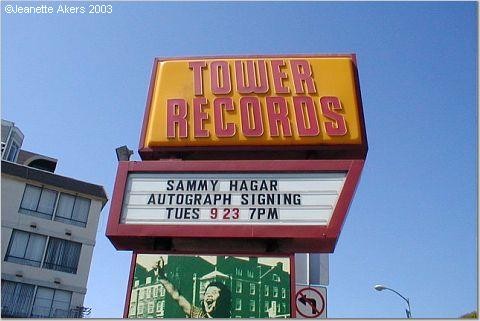 ©Jeanette Akers 2003
TOWER
RECORDS
SAMMY HAGAR
AUTOGRAPH SIGNING
TUES 9 23 7PM